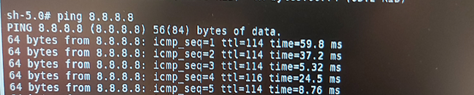 sh-5.0# ping 8.8.8.8
PING 8.8.8.8 (8.8.8.8) 56(84) bytes of data.
64 bytes from 8.8.8.8: icmp_seq=1 ttl=114 time=59.8 ms
64 bytes from 8.8.8.8: icmp_seq=2 ttl=114 time=37.2 ms
64 bytes from 8.8.8.8: icmp_seq=3 ttl=114 time=5.32 ms
64 bytes from 8.8.8.8: icmp_seq=4 ttl=116 time=24.5 ms
64 bytes from 8.8.8.8: icmp_seq=5 ttl=114 time=8.76 ms